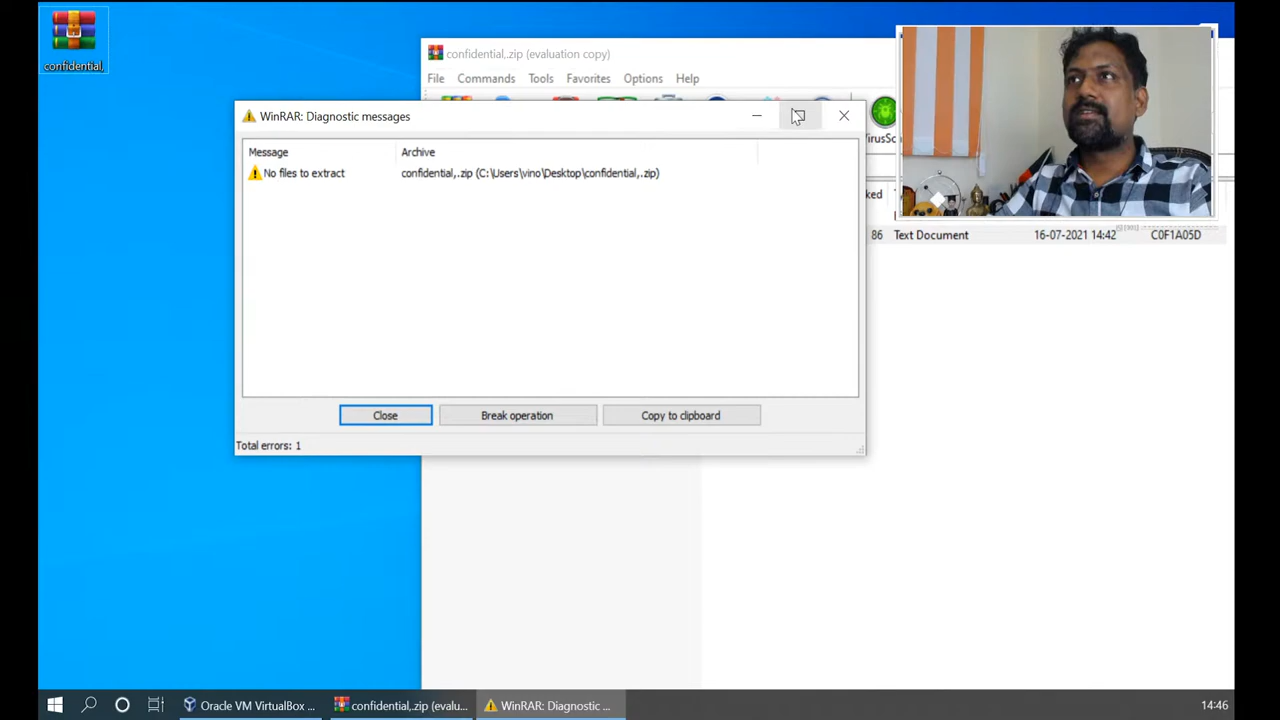 confidential,
confidential,.zip (evaluation copy)
File Commands Tools Favorites Options Help
WinRAR: Diagnostic messages
Message Archive
No files to extract confidential,.zip (C:\Users\vino\Desktop\confidential,.zip)
Close Break operation Copy to clipboard
Total errors: 1
86 Text Document 16-07-2021 14:42 C0F1A05D
Oracle VM VirtualBox ... confidential,.zip (evalu... WinRAR: Diagnostic ... 14:46